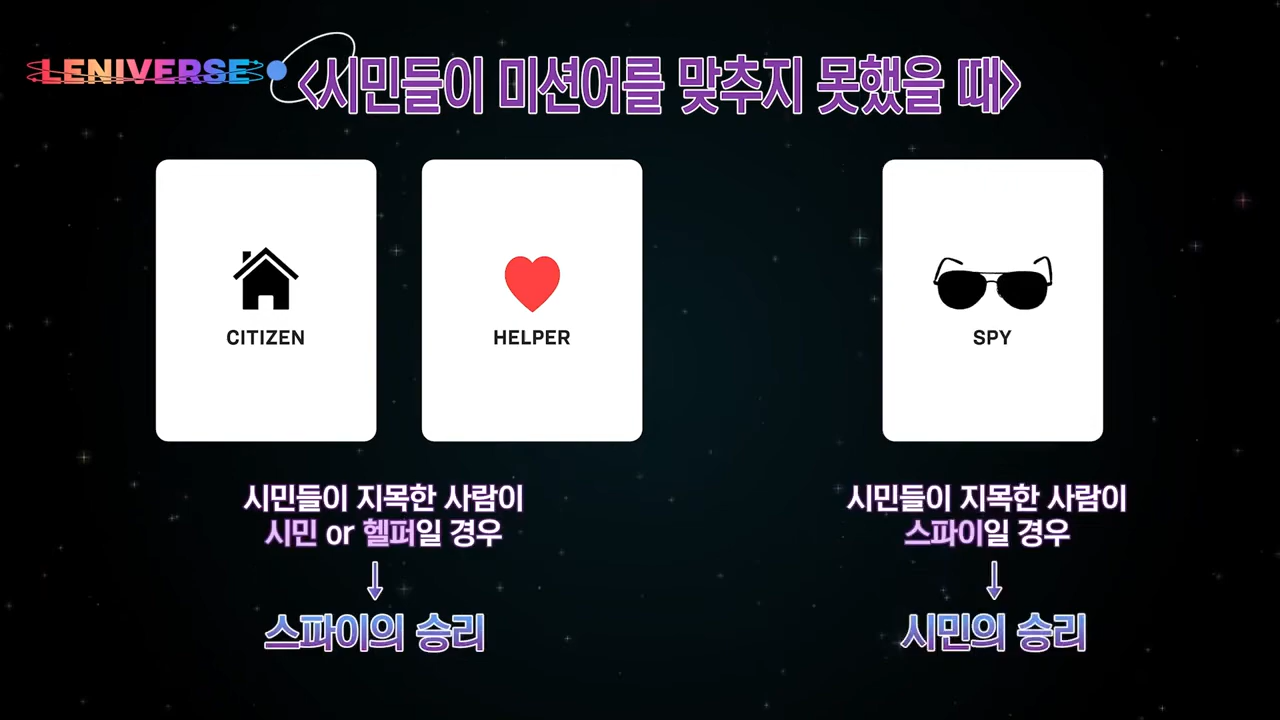 LENIVERSE
<시민들이 미션어를 맞추지 못했을 때>
CITIZEN
HELPER
SPY
시민들이 지목한 사람이
시민 or 헬퍼일 경우
↓
스파이의 승리
시민들이 지목한 사람이
스파이일 경우
↓
시민의 승리